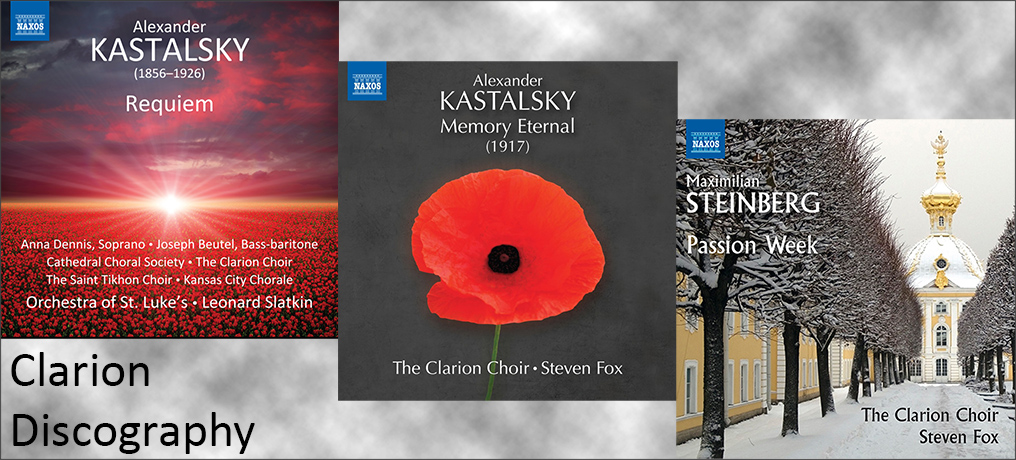 NAXOS
Alexander
KASTALSKY
(1856–1926)
Requiem
Anna Dennis, Soprano • Joseph Beutel, Bass-baritone
Cathedral Choral Society • The Clarion Choir
The Saint Tikhon Choir • Kansas City Chorale
Orchestra of St. Luke's • Leonard Slatkin
NAXOS
Alexander
KASTALSKY
Memory Eternal
(1917)
The Clarion Choir • Steven Fox
NAXOS
Maximilian
STEINBERG
Passion Week
The Clarion Choir
Steven Fox
Clarion
Discography